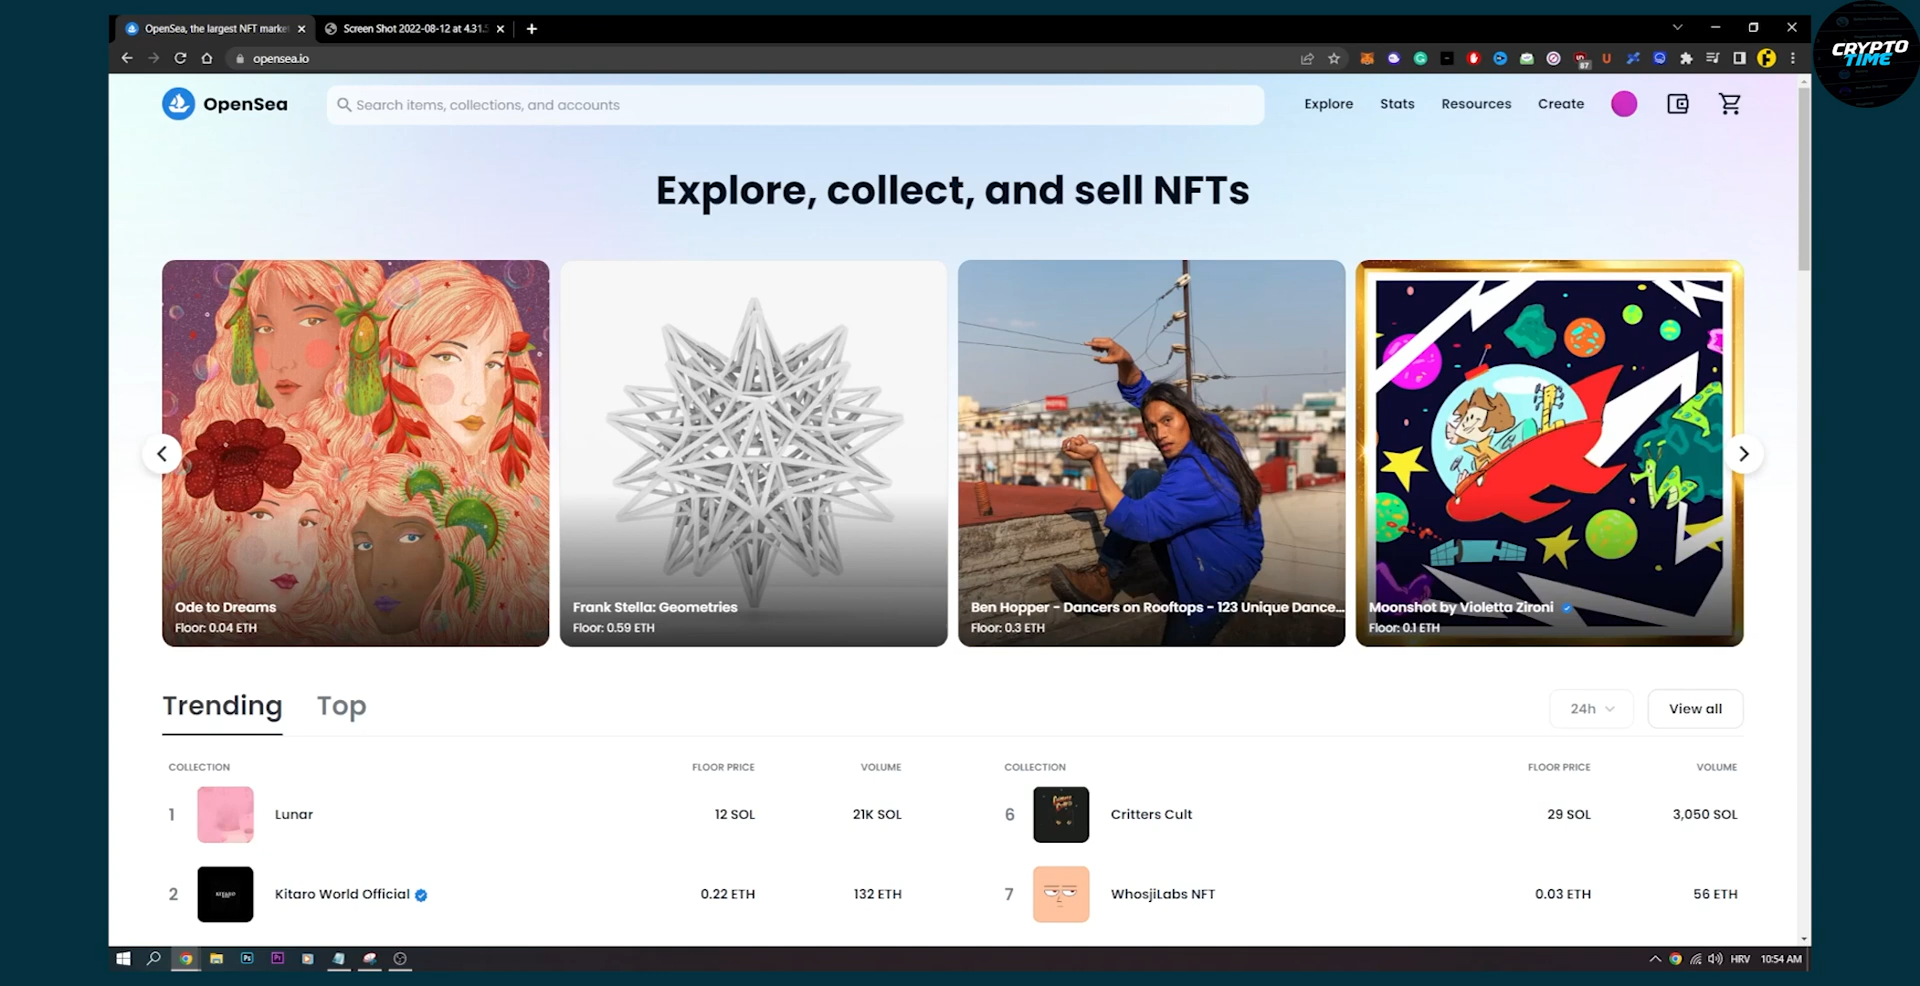 OpenSea, the largest NFT marke
Screen Shot 2022-08-12 at 4.31.5
CRYPTO
TIME
opensea.io
87
OpenSea
Search items, collections, and accounts
Explore
Stats
Resources
Create
Explore, collect, and sell NFTs
Ode to Dreams
Floor: 0.04 ETH
Frank Stella: Geometries
Floor: 0.59 ETH
Ben Hopper - Dancers on Rooftops - 123 Unique Dance...
Floor: 0.3 ETH
Moonshot by Violetta Zironi
Floor: 0.1 ETH
Trending
Top
24h
View all
COLLECTION FLOOR PRICE VOLUME
COLLECTION FLOOR PRICE VOLUME
1 Lunar 12 SOL 21K SOL
6 Critters Cult 29 SOL 3,050 SOL
2 KITARO Kitaro World Official 0.22 ETH 132 ETH
7 WhosjiLabs NFT 0.03 ETH 56 ETH
Ps
Pr
HRV
10:54 AM